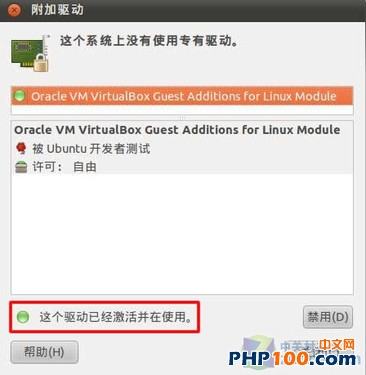 附加驱动
这个系统上没有使用专有驱动。
Oracle VM VirtualBox Guest Additions for Linux Module
Oracle VM VirtualBox Guest Additions for Linux Module
被 Ubuntu 开发者测试
许可： 自由
这个驱动已经激活并在使用。
禁用(D)
帮助(H)
PHP100.com
中文网